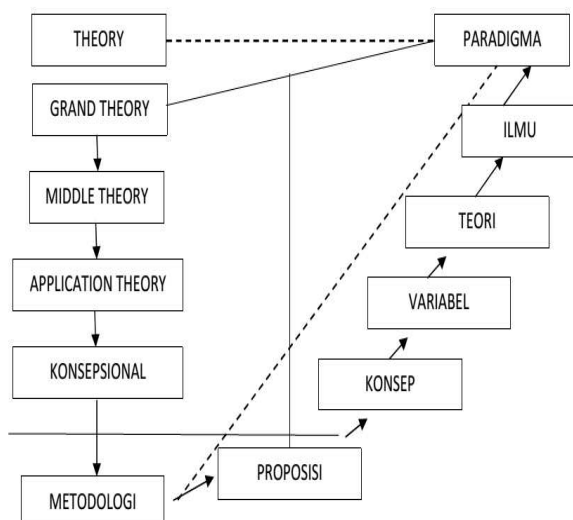 THEORY
PARADIGMA
GRAND THEORY
ILMU
MIDDLE THEORY
TEORI
APPLICATION THEORY
VARIABEL
KONSEPSIONAL
KONSEP
PROPOSISI
METODOLOGI